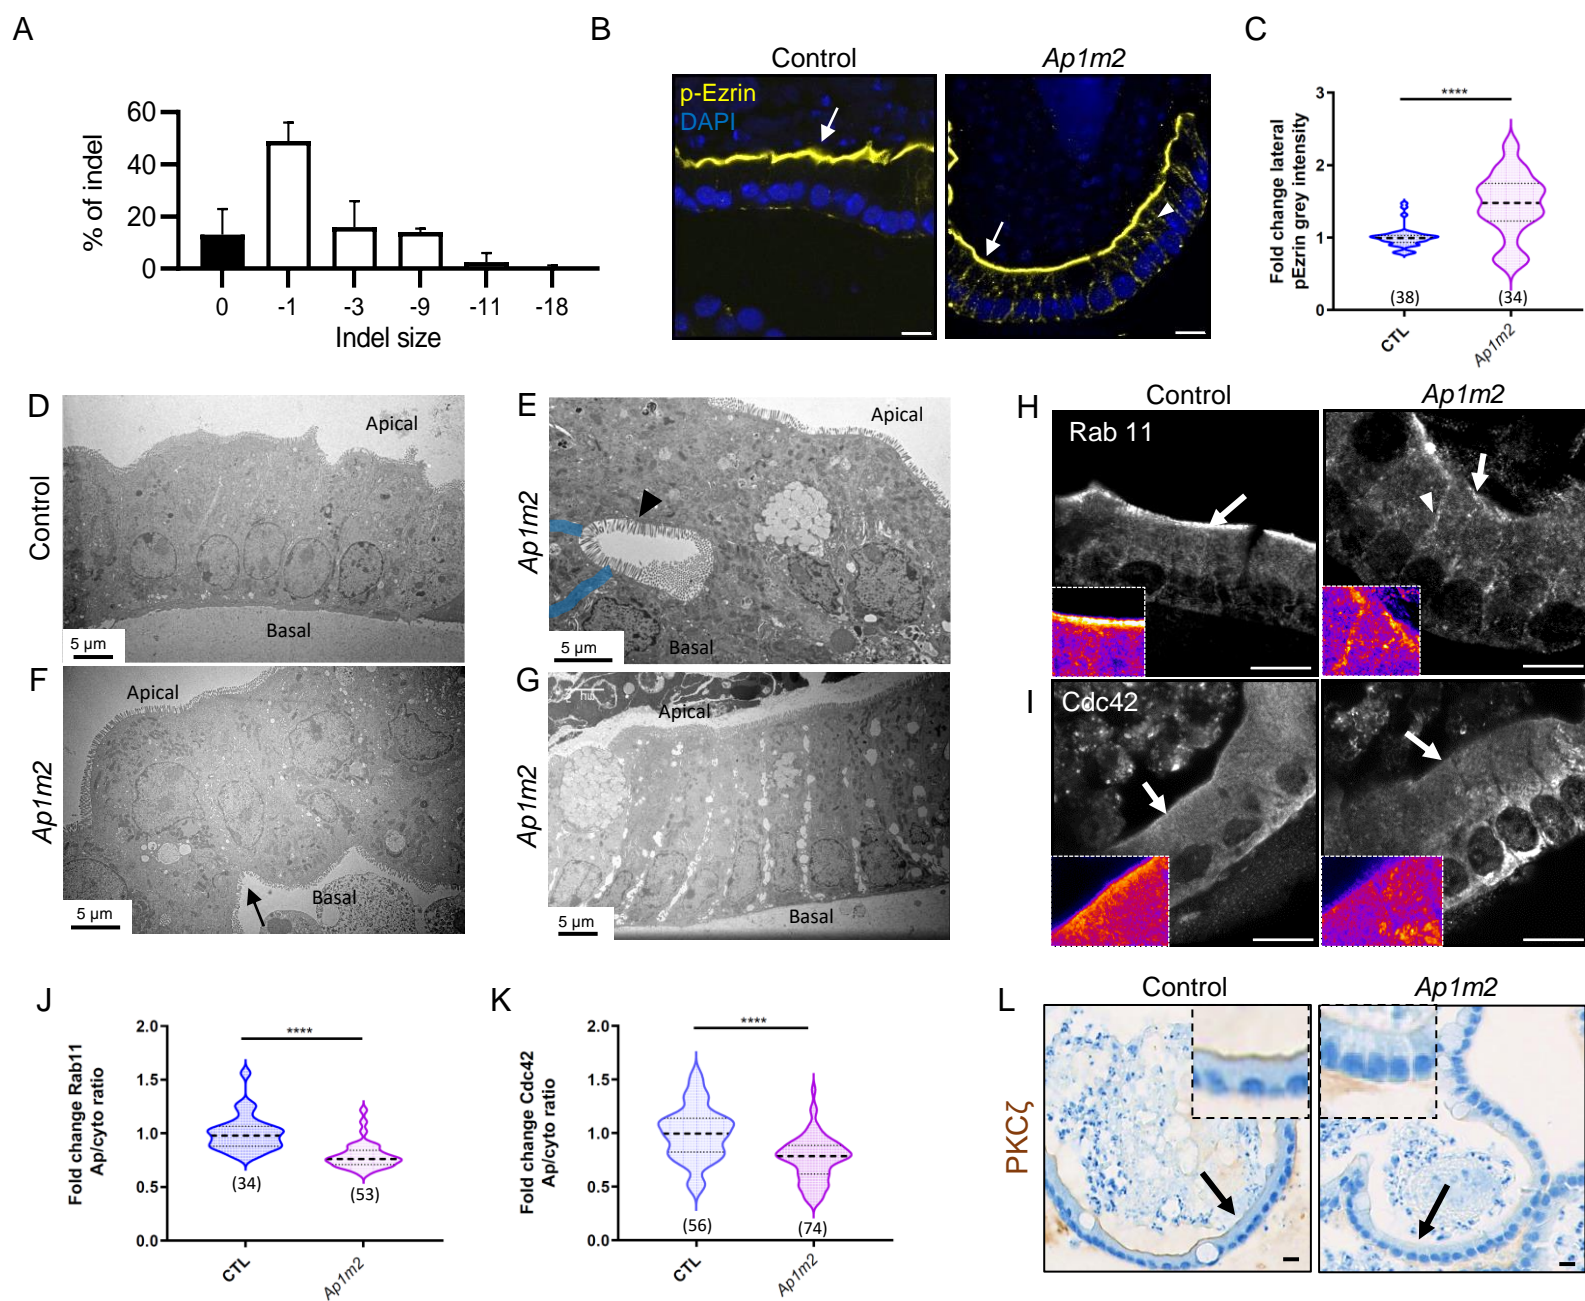 A
% of indel
60
40
20
0
0 -1 -3 -9 -11 -18
Indel size
B
Control
Ap1m2
p-Ezrin
DAPI
C
Fold change lateral
pEzrin grey intensity
3
2
1
0
****
(38)
(34)
CTL
Ap1m2
D
Control
Apical
Basal
5 µm
E
Ap1m2
Apical
Basal
5 µm
F
Ap1m2
Apical
Basal
5 µm
G
Ap1m2
Apical
Basal
5 µm
H
Control
Ap1m2
Rab 11
I
Cdc42
J
Fold change Rab11
Ap/cyto ratio
2.0
1.5
1.0
0.5
0.0
****
(34)
(53)
CTL
Ap1m2
K
Fold change Cdc42
Ap/cyto ratio
2.0
1.5
1.0
0.5
0.0
****
(56)
(74)
CTL
Ap1m2
L
Control
Ap1m2
PKCζ